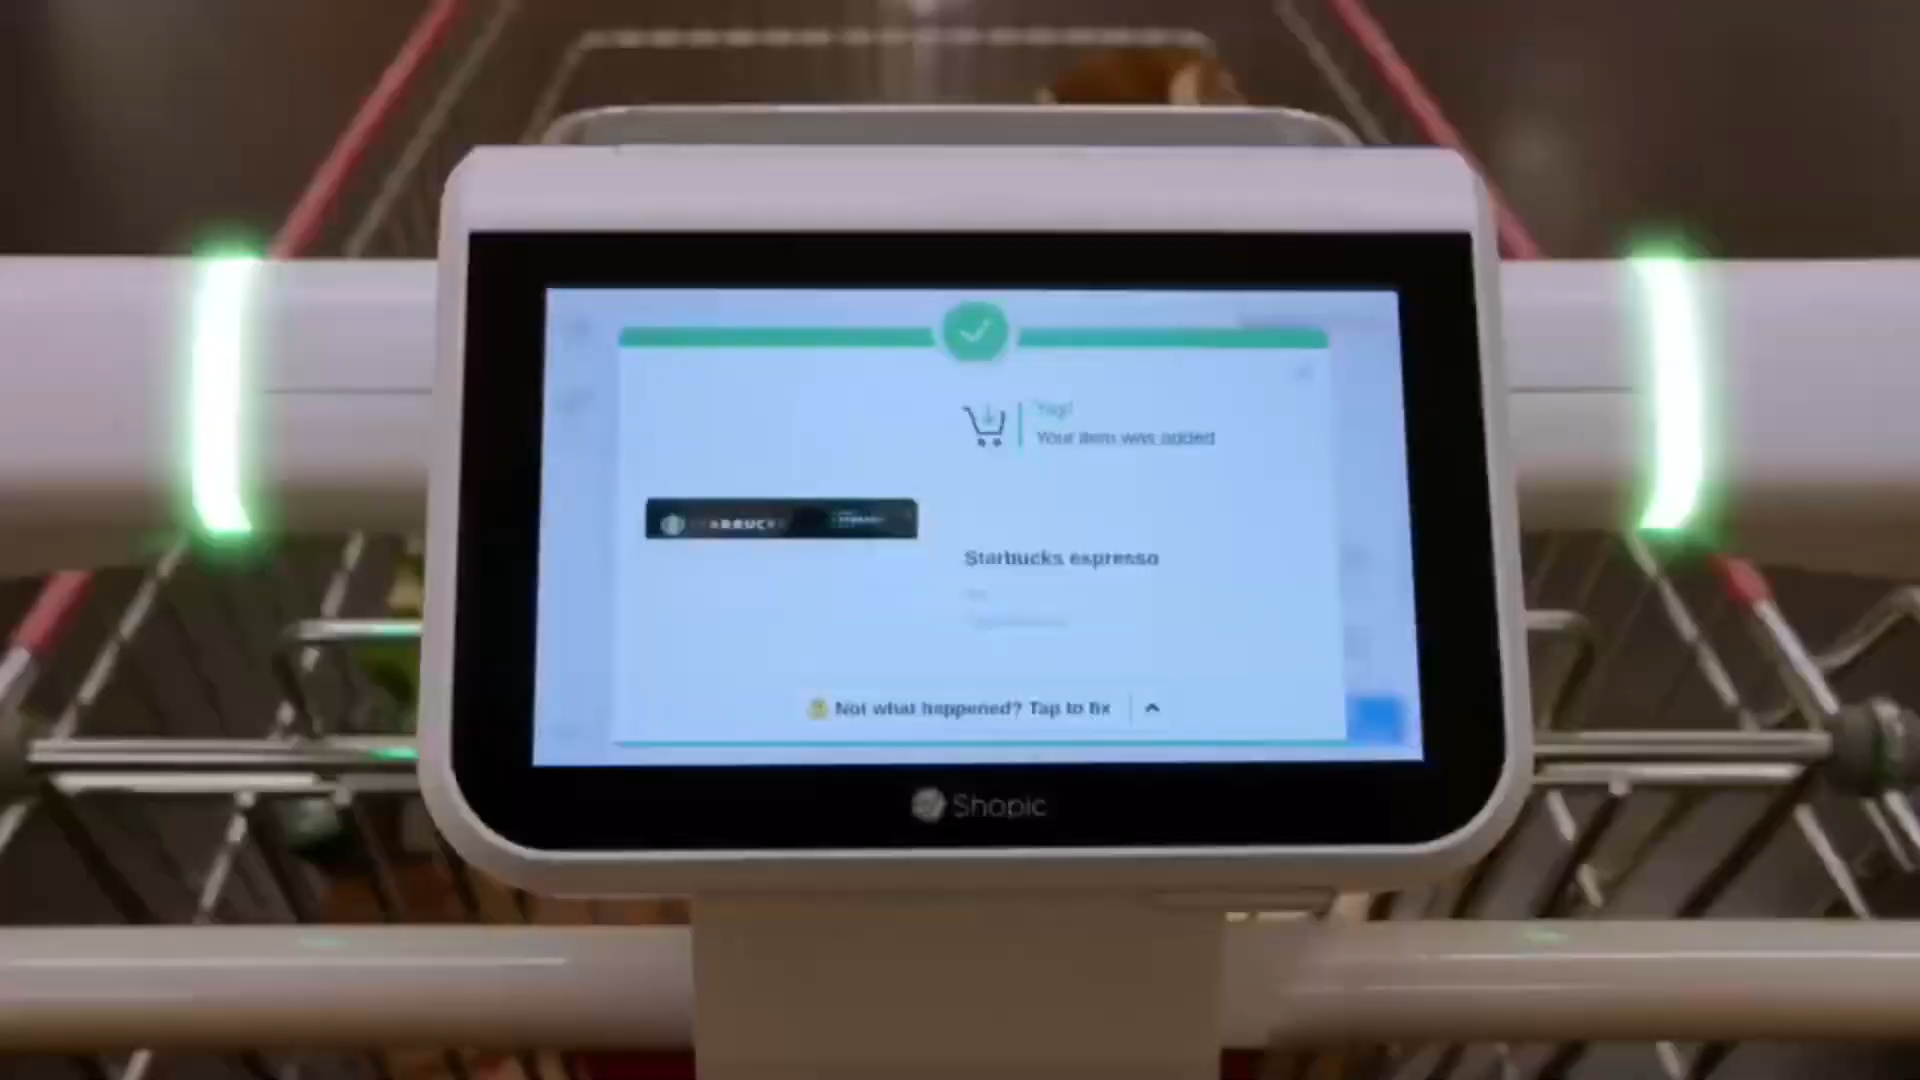 Yay!
Your item was added
Starbucks espresso
Not what happened? Tap to fix
Shopic